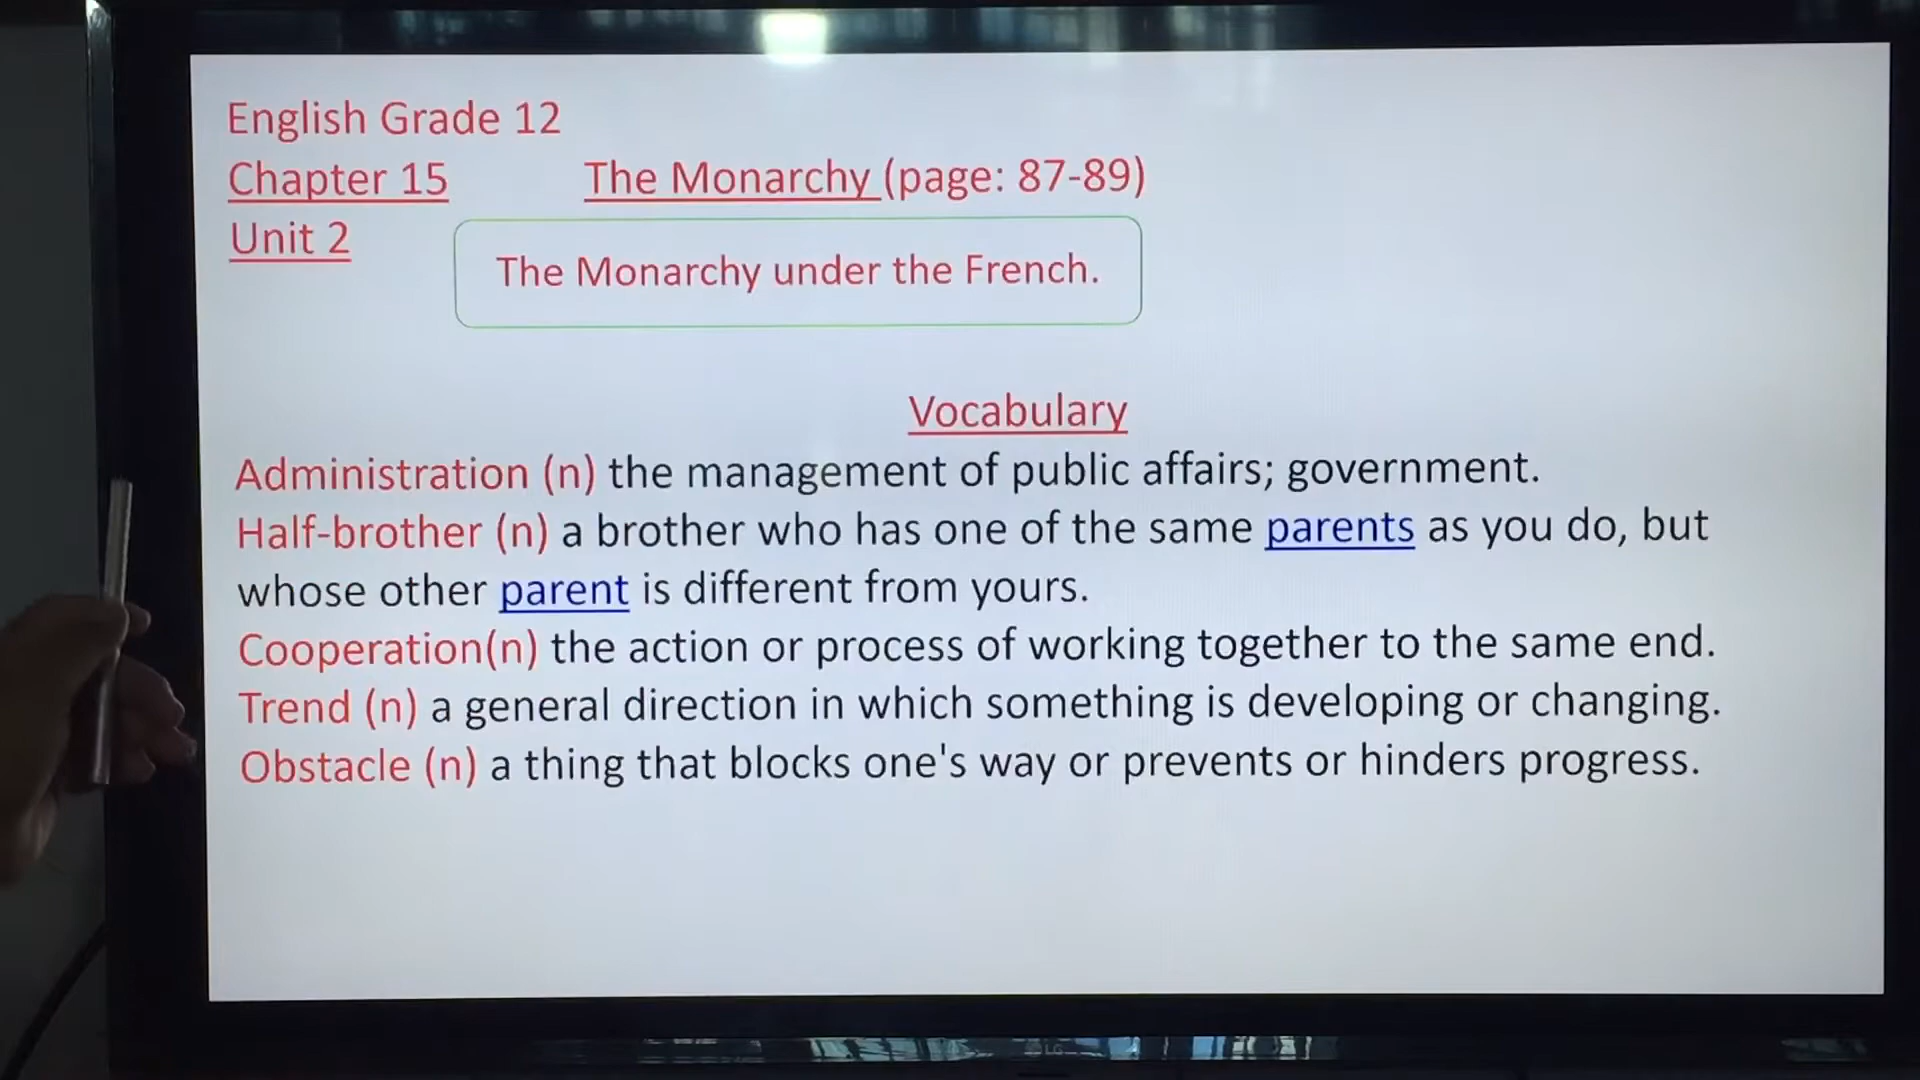 English Grade 12
Chapter 15 The Monarchy (page: 87-89)
Unit 2
The Monarchy under the French.
Vocabulary
Administration (n) the management of public affairs; government.
Half-brother (n) a brother who has one of the same parents as you do, but
whose other parent is different from yours.
Cooperation(n) the action or process of working together to the same end.
Trend (n) a general direction in which something is developing or changing.
Obstacle (n) a thing that blocks one's way or prevents or hinders progress.
LG